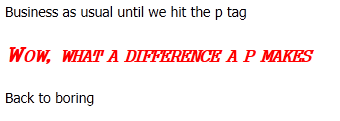 Business as usual until we hit the p tag
Wow, what a difference a p makes
Back to boring